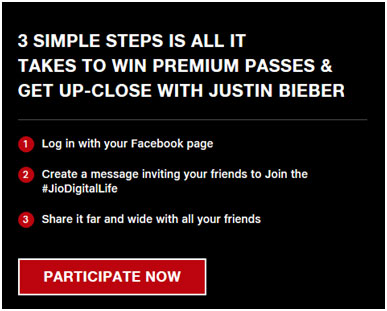 3 SIMPLE STEPS IS ALL IT
TAKES TO WIN PREMIUM PASSES &
GET UP-CLOSE WITH JUSTIN BIEBER
1 Log in with your Facebook page
2 Create a message inviting your friends to Join the
#JioDigitalLife
3 Share it far and wide with all your friends
PARTICIPATE NOW